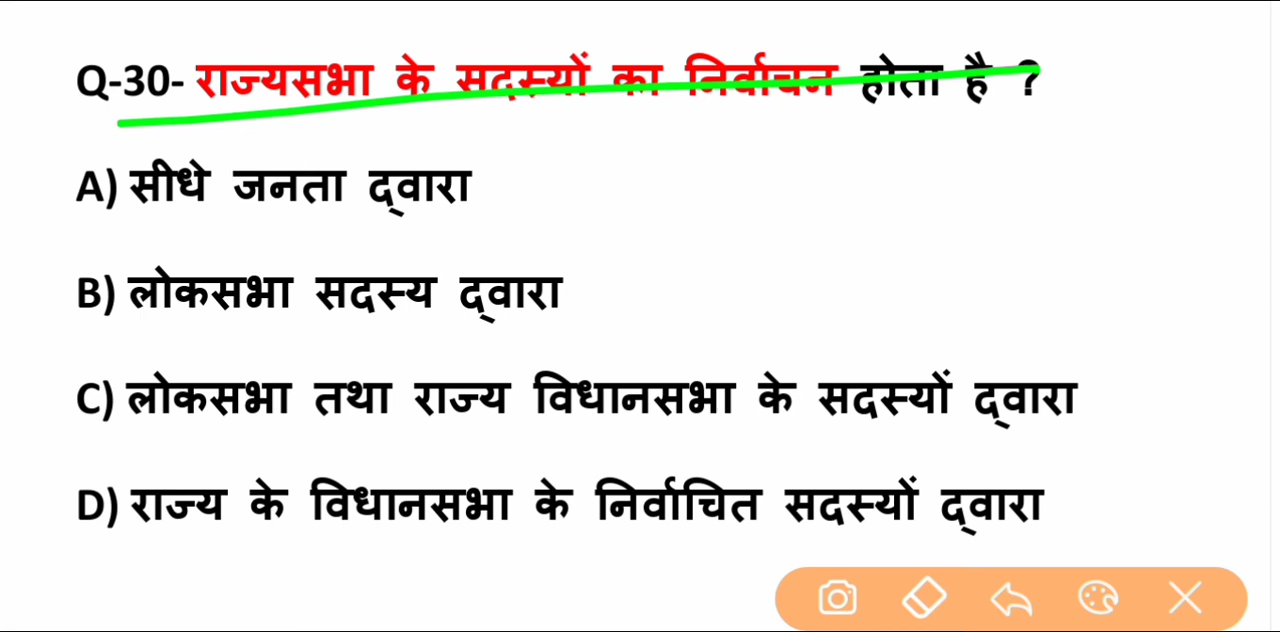 Q-30- राज्यसभा के सदस्यों का निर्वाचन होता है ?
A) सीधे जनता द्वारा
B) लोकसभा सदस्य द्वारा
C) लोकसभा तथा राज्य विधानसभा के सदस्यों द्वारा
D) राज्य के विधानसभा के निर्वाचित सदस्यों द्वारा